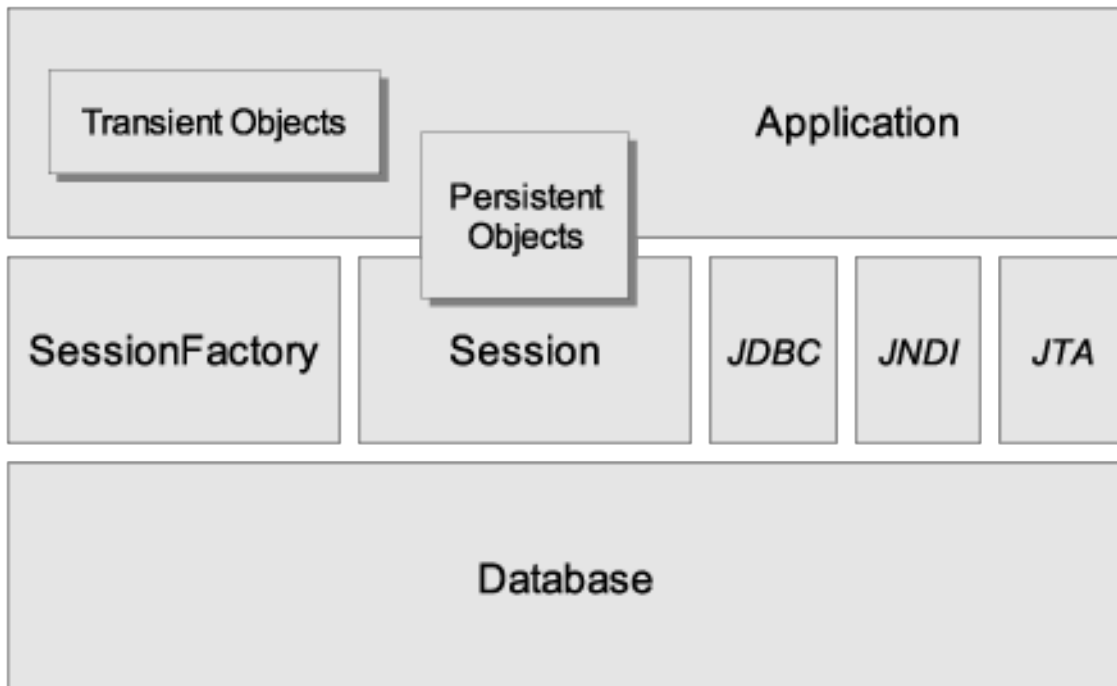 Transient Objects
Application
Persistent
Objects
SessionFactory
Session
JDBC
JNDI
JTA
Database